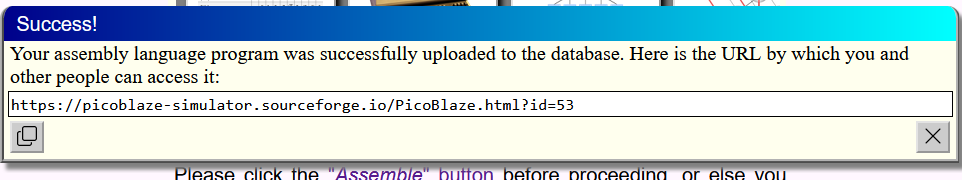 Success!
Your assembly language program was successfully uploaded to the database. Here is the URL by which you and
other people can access it:
https://picoblaze-simulator.sourceforge.io/PicoBlaze.html?id=53
Please click the "Assemble" button before proceeding, or else you